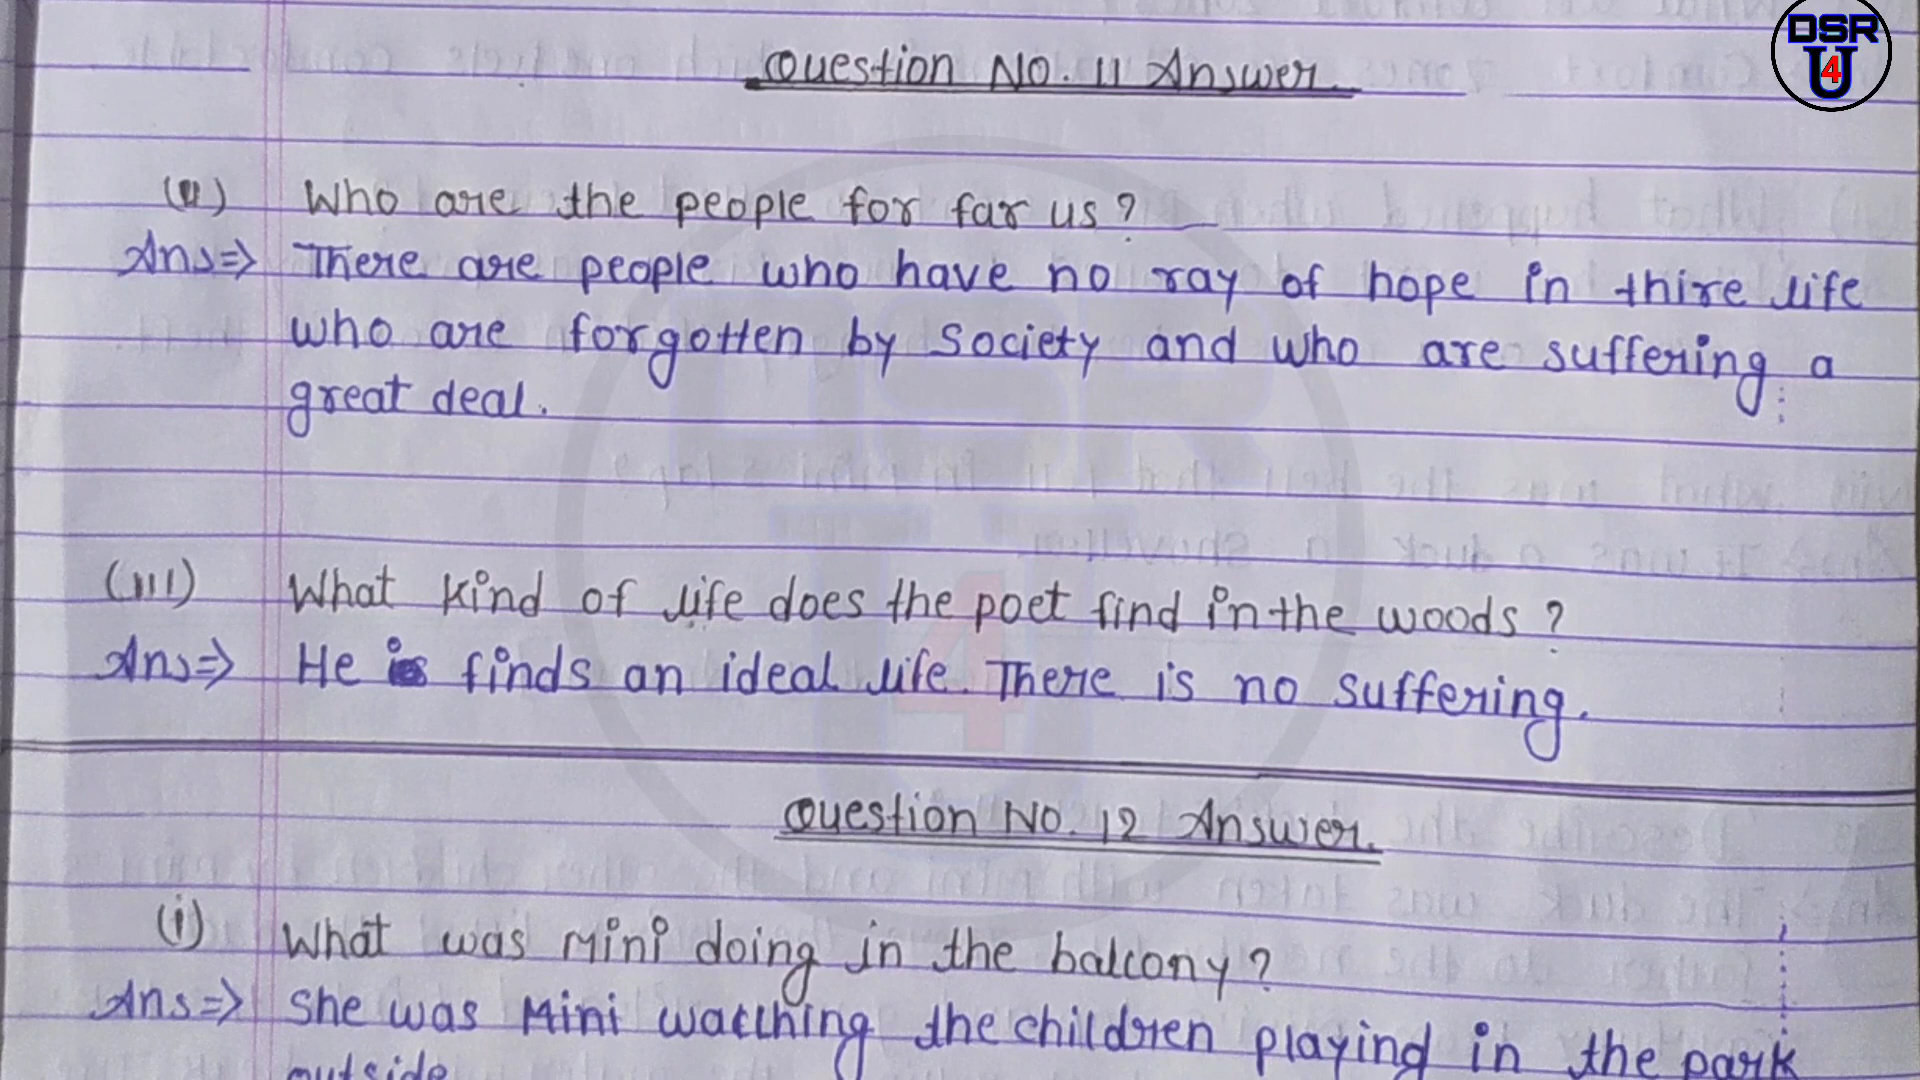 DSR
U
4
Question No. 11 Answer.
(ii) Who are the people for far us?
Ans⇒ There are people who have no ray of hope in thire life
who are forgotten by society and who are suffering a
great deal.
(iii) What kind of life does the poet find in the woods?
Ans⇒ He is finds an ideal life. There is no suffering.
Question No. 12 Answer.
(i) What was Mini doing in the balcony?
Ans⇒ She was Mini watching the children playing in the park
outside